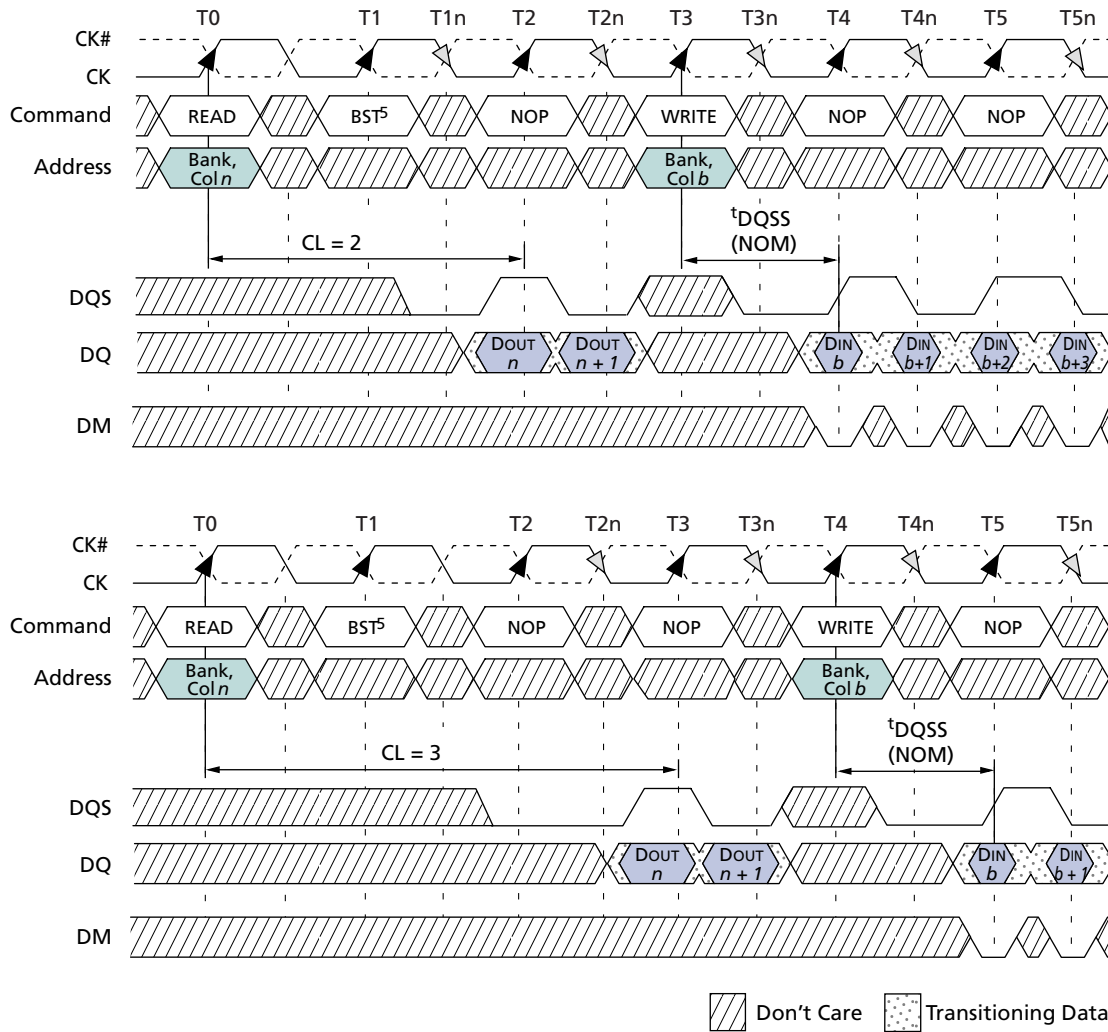 T0 T1 T1n T2 T2n T3 T3n T4 T4n T5 T5n
CK#
CK
Command READ BST5 NOP WRITE NOP NOP
Address Bank, Col n Bank, Col b
CL = 2
tDQSS (NOM)
DQS
DQ DOUT n DOUT n + 1 DIN b DIN b+1 DIN b+2 DIN b+3
DM
T0 T1 T2 T2n T3 T3n T4 T4n T5 T5n
CK#
CK
Command READ BST5 NOP NOP WRITE NOP
Address Bank, Col n Bank, Col b
CL = 3
tDQSS (NOM)
DQS
DQ DOUT n DOUT n + 1 DIN b DIN b + 1
DM
Don't Care Transitioning Data